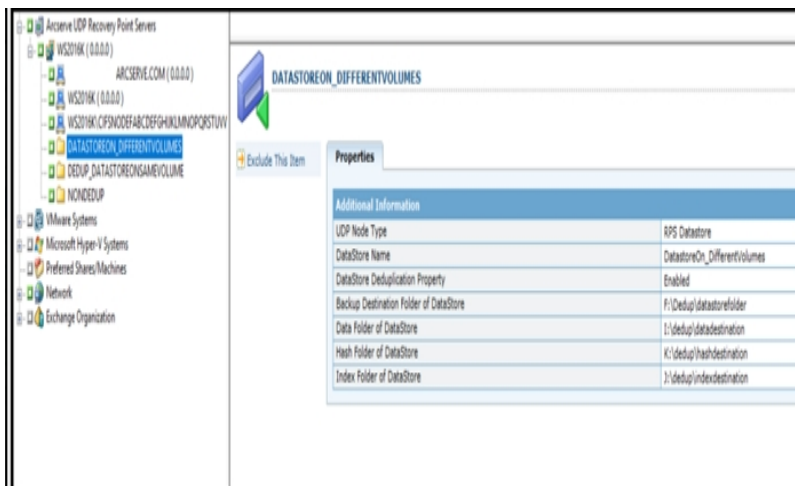 Arcserve UDP Recovery Point Servers
WS2016K ( 0.0.0.0 )
ARCSERVE.COM ( 0.0.0.0 )
WS2016K ( 0.0.0.0 )
WS2016K\CIFSNODEFABCDEFGHIJKLMNOPQRSTUVV
DATASTOREON_DIFFERENTVOLUMES
DEDUP_DATASTOREONSAMEVOLUME
NONDEDUP
VMware Systems
Microsoft Hyper-V Systems
Preferred Shares/Machines
Network
Exchange Organization
DATASTOREON_DIFFERENTVOLUMES
Exclude This Item
Properties
Additional Information
UDP Node Type RPS Datastore
DataStore Name DatastoreOn_DifferentVolumes
DataStore Deduplication Property Enabled
Backup Destination Folder of DataStore F:\Dedup\datastorefolder
Data Folder of DataStore I:\dedup\datadestination
Hash Folder of DataStore K:\dedup\hashdestination
Index Folder of DataStore J:\dedup\indexdestination